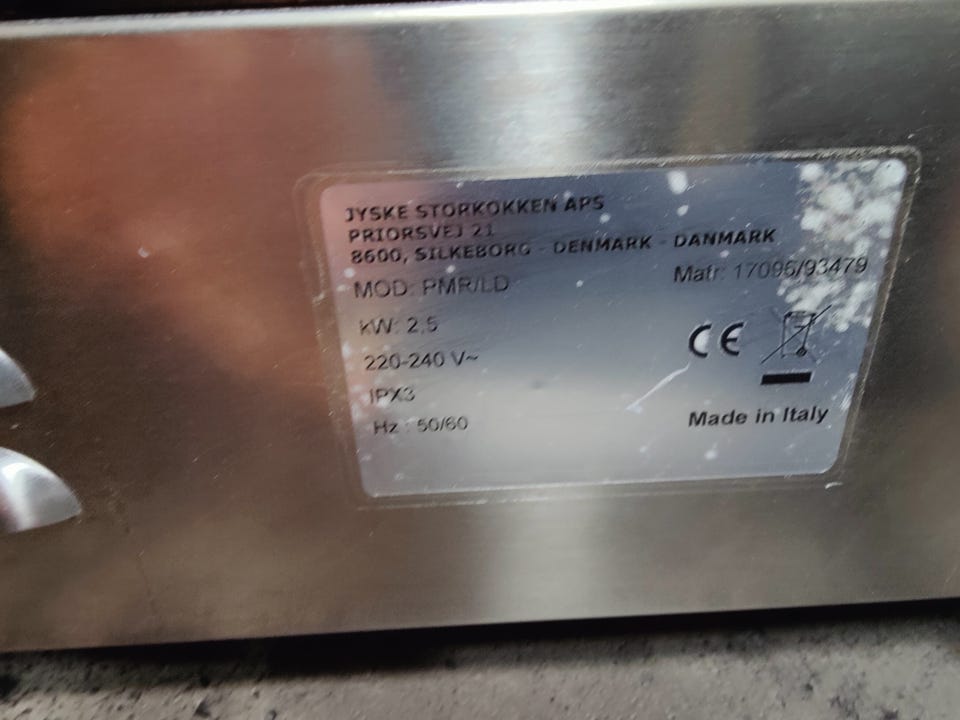 JYSKE STORKOKKEN APS
PRIORSVEJ 21
8600, SILKEBORG - DENMARK - DANMARK
MOD: PMR/LD
Matr: 17096/93479
kW: 2,5
220-240 V~
IPX3
Hz : 50/60
CE
Made in Italy